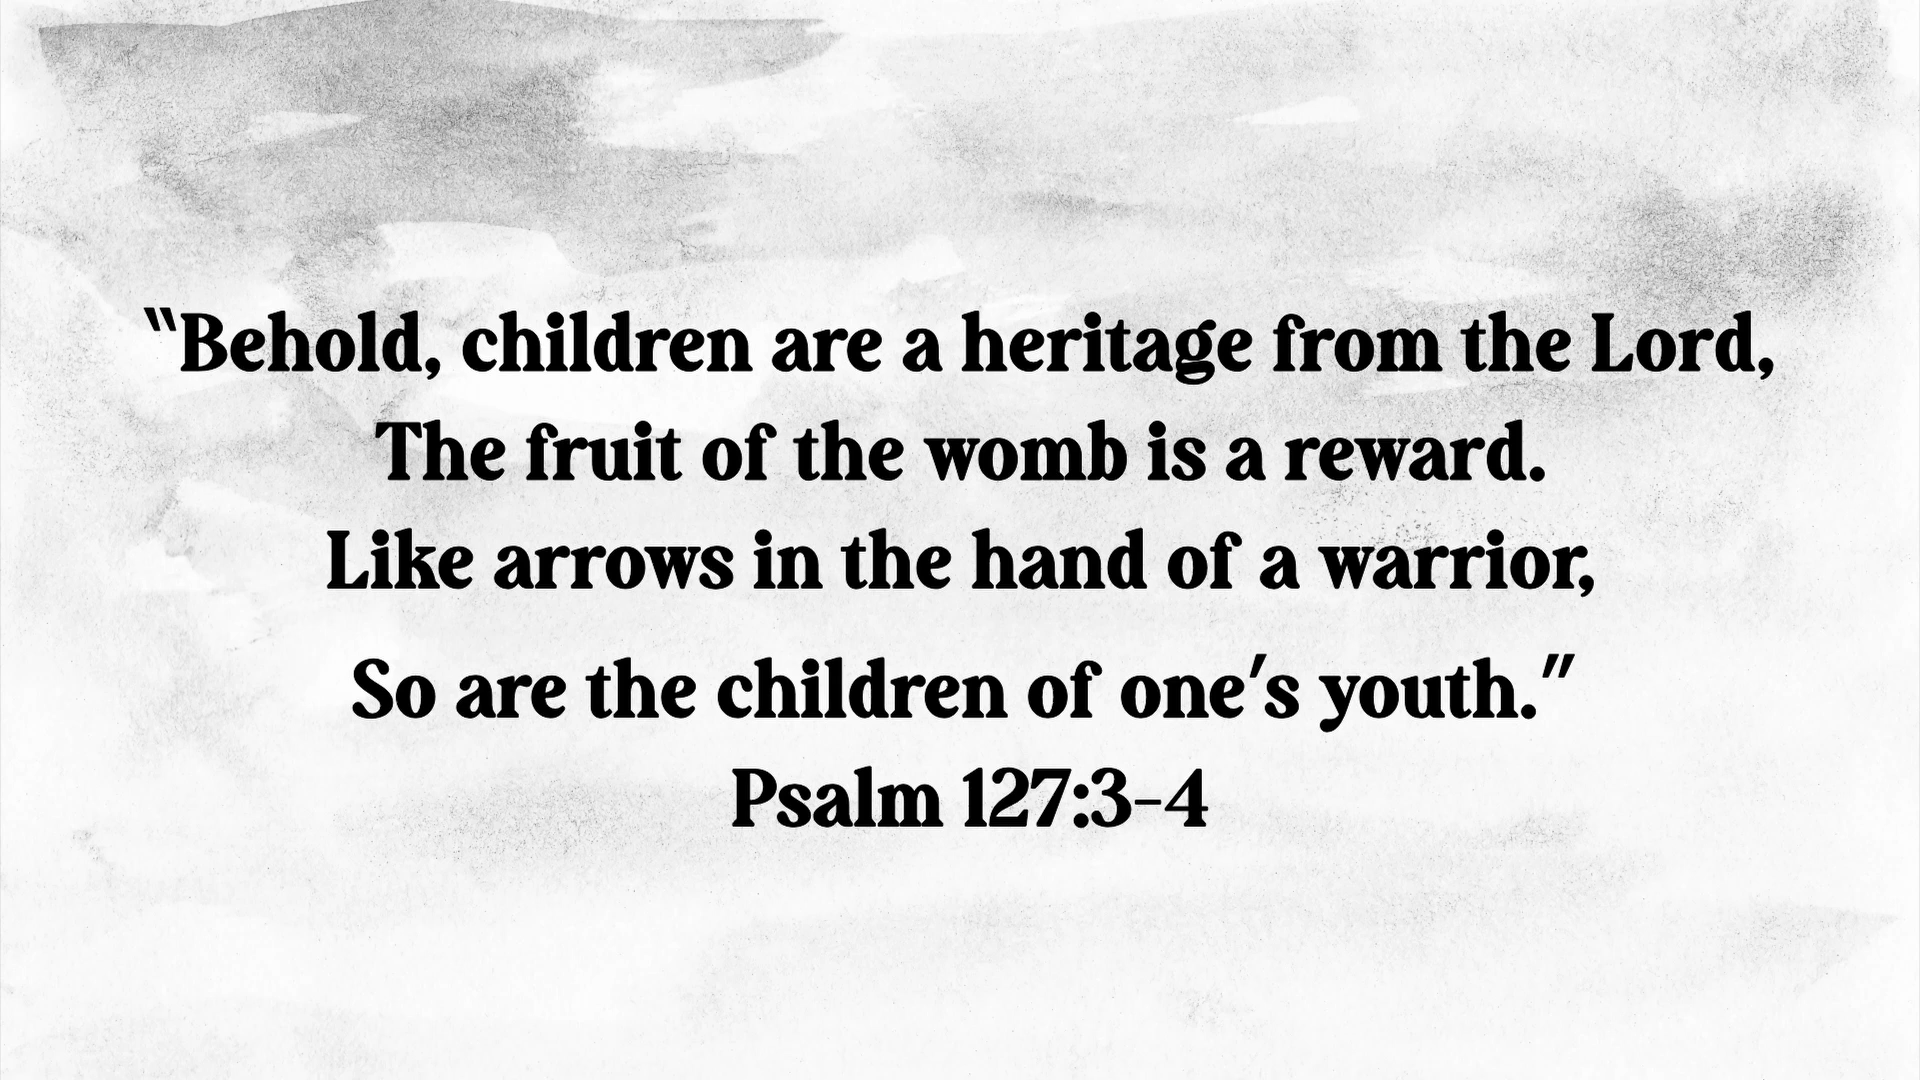 “Behold, children are a heritage from the Lord,
The fruit of the womb is a reward.
Like arrows in the hand of a warrior,
So are the children of one’s youth.”
Psalm 127:3-4